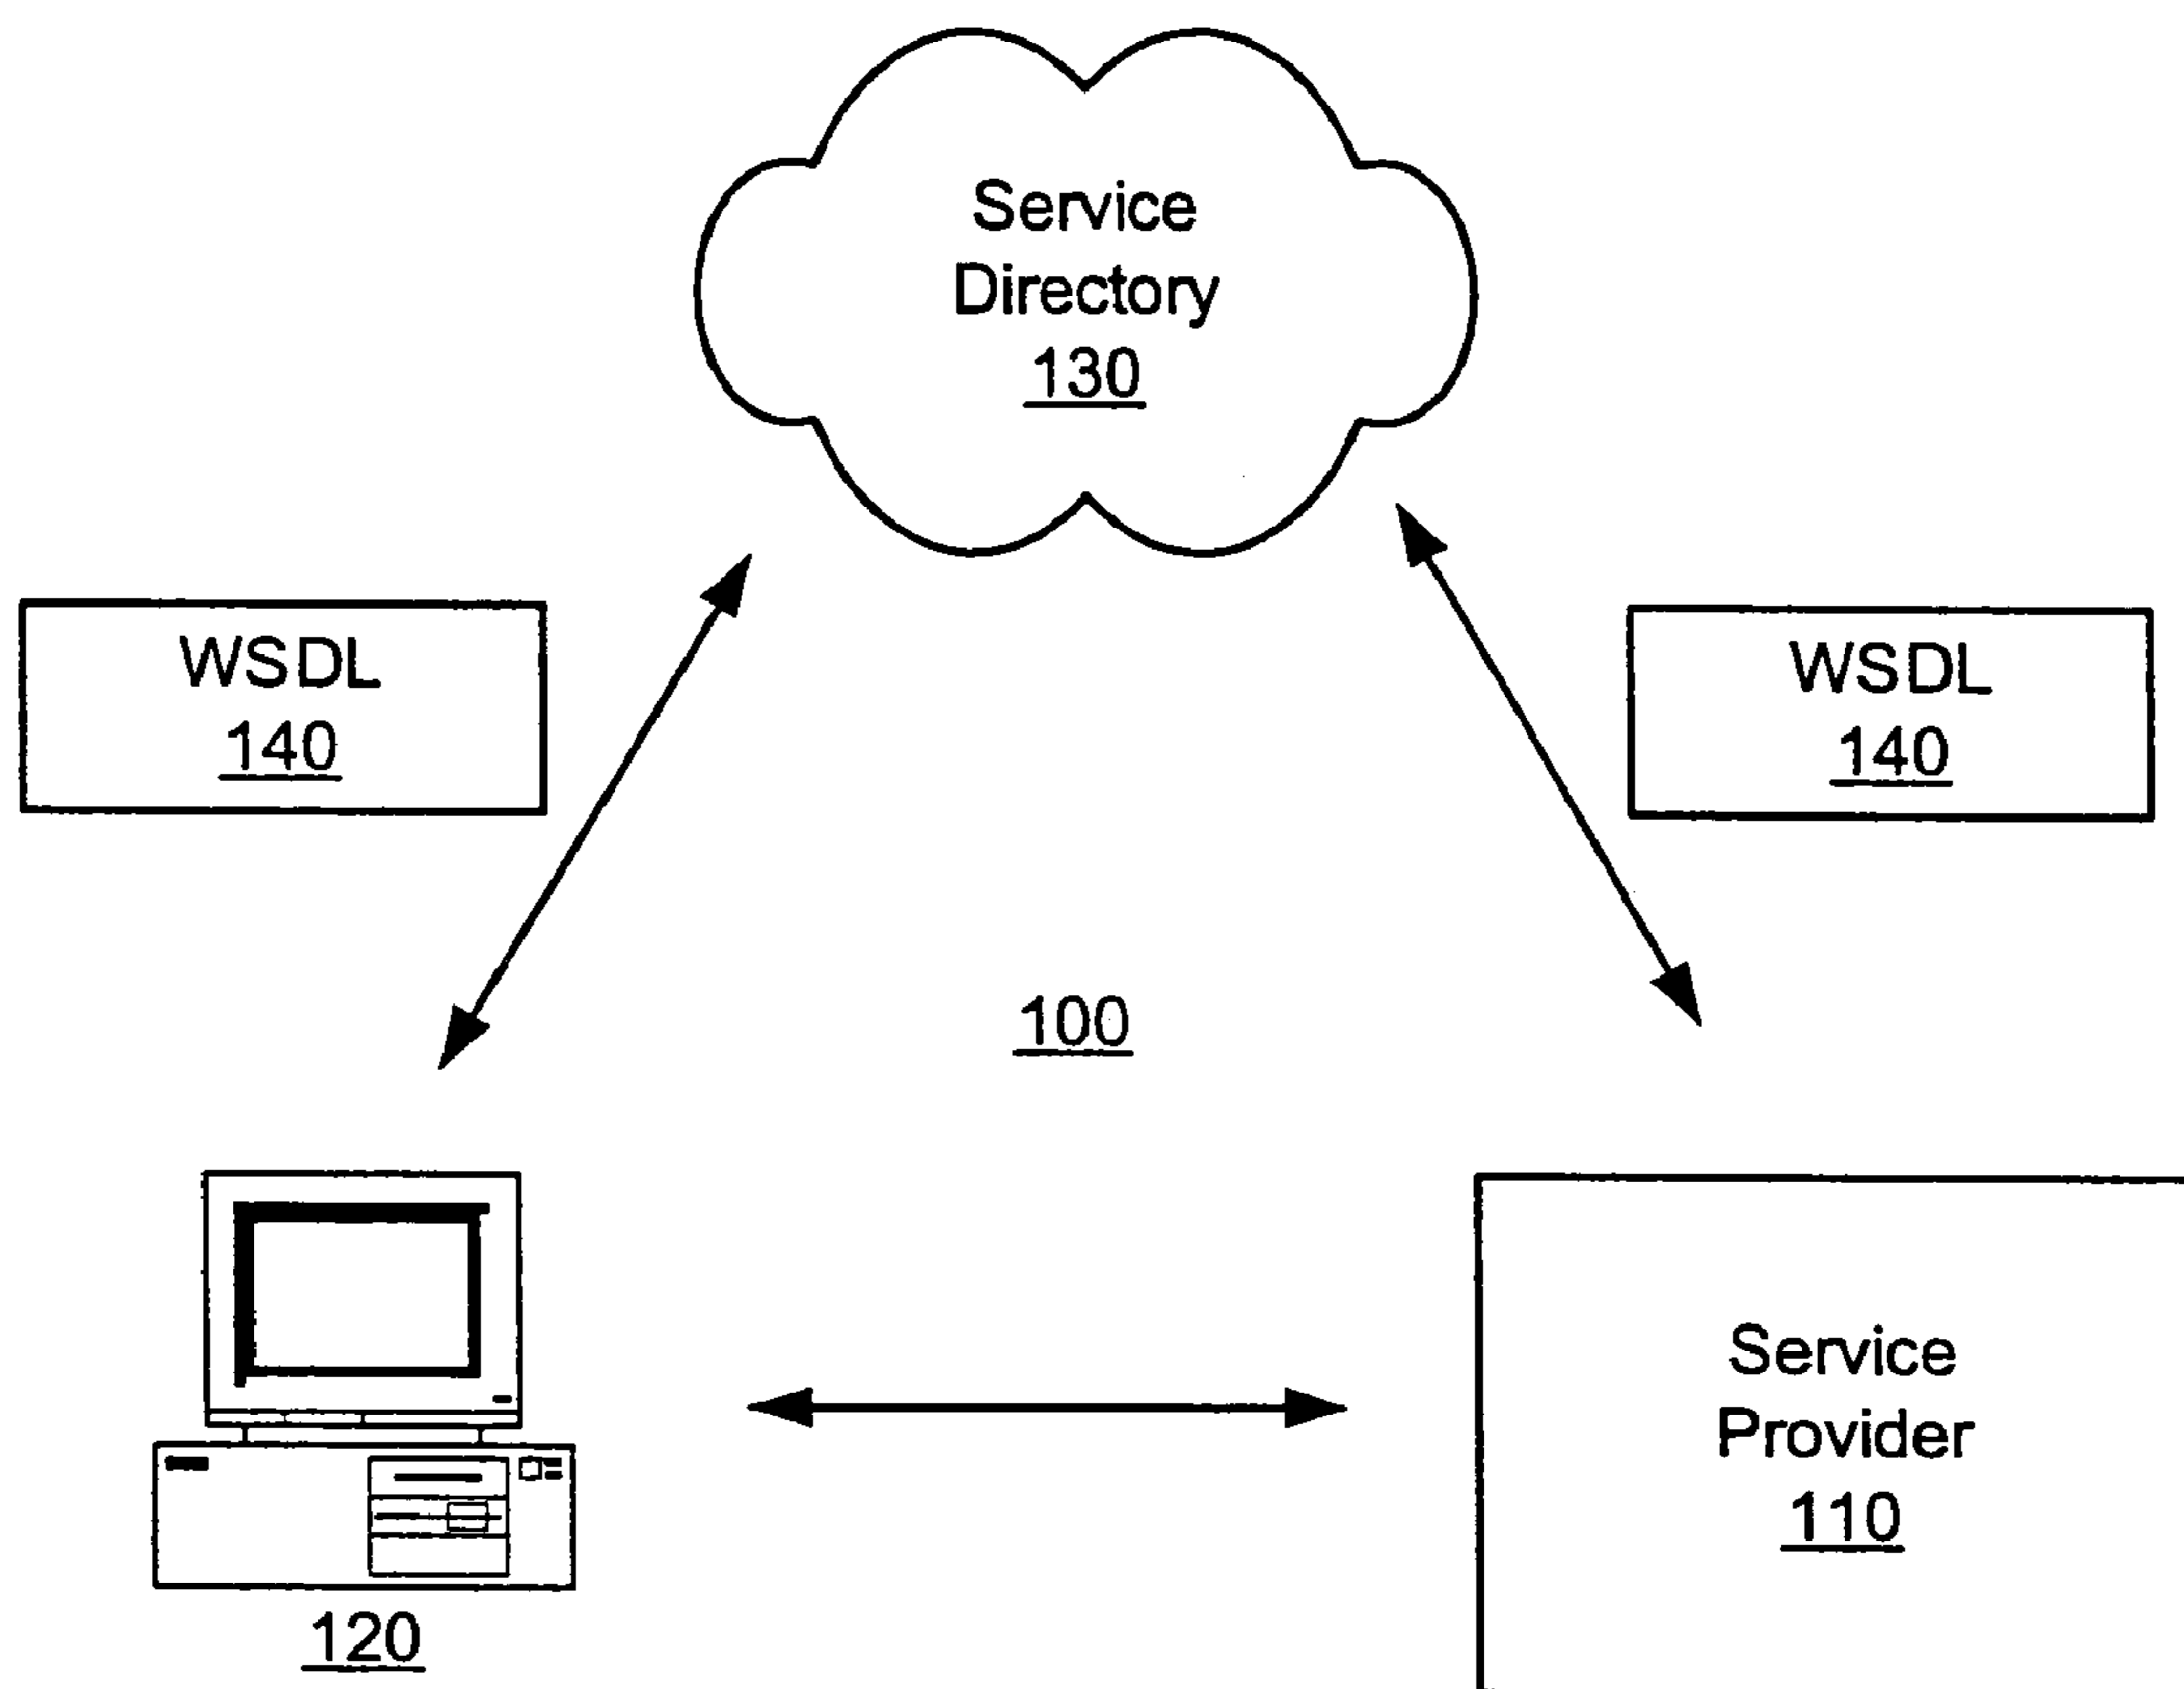 Service
Directory
130
WSDL
140
WSDL
140
100
Service
Provider
110
120